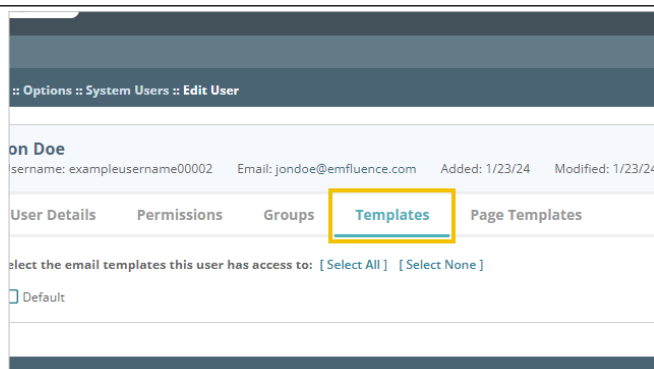 :: Options :: System Users :: Edit User
on Doe
sername: exampleusername00002 Email: jondoe@emfluence.com Added: 1/23/24 Modified: 1/23/24
User Details Permissions Groups Templates Page Templates
elect the email templates this user has access to: [ Select All ] [ Select None ]
Default